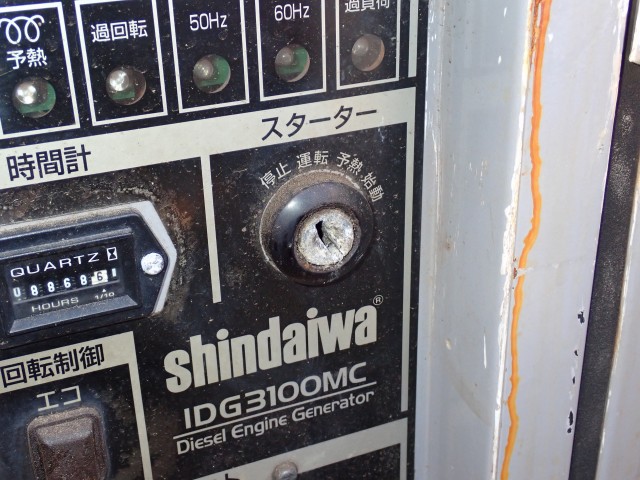 予熱
過回転
50Hz
60Hz
過負荷
スターター
時間計
停止 運転 予熱 始動
QUARTZ
HOURS 1/10
shindaiwa®
IDG3100MC
Diesel Engine Generator
回転制御
エコ